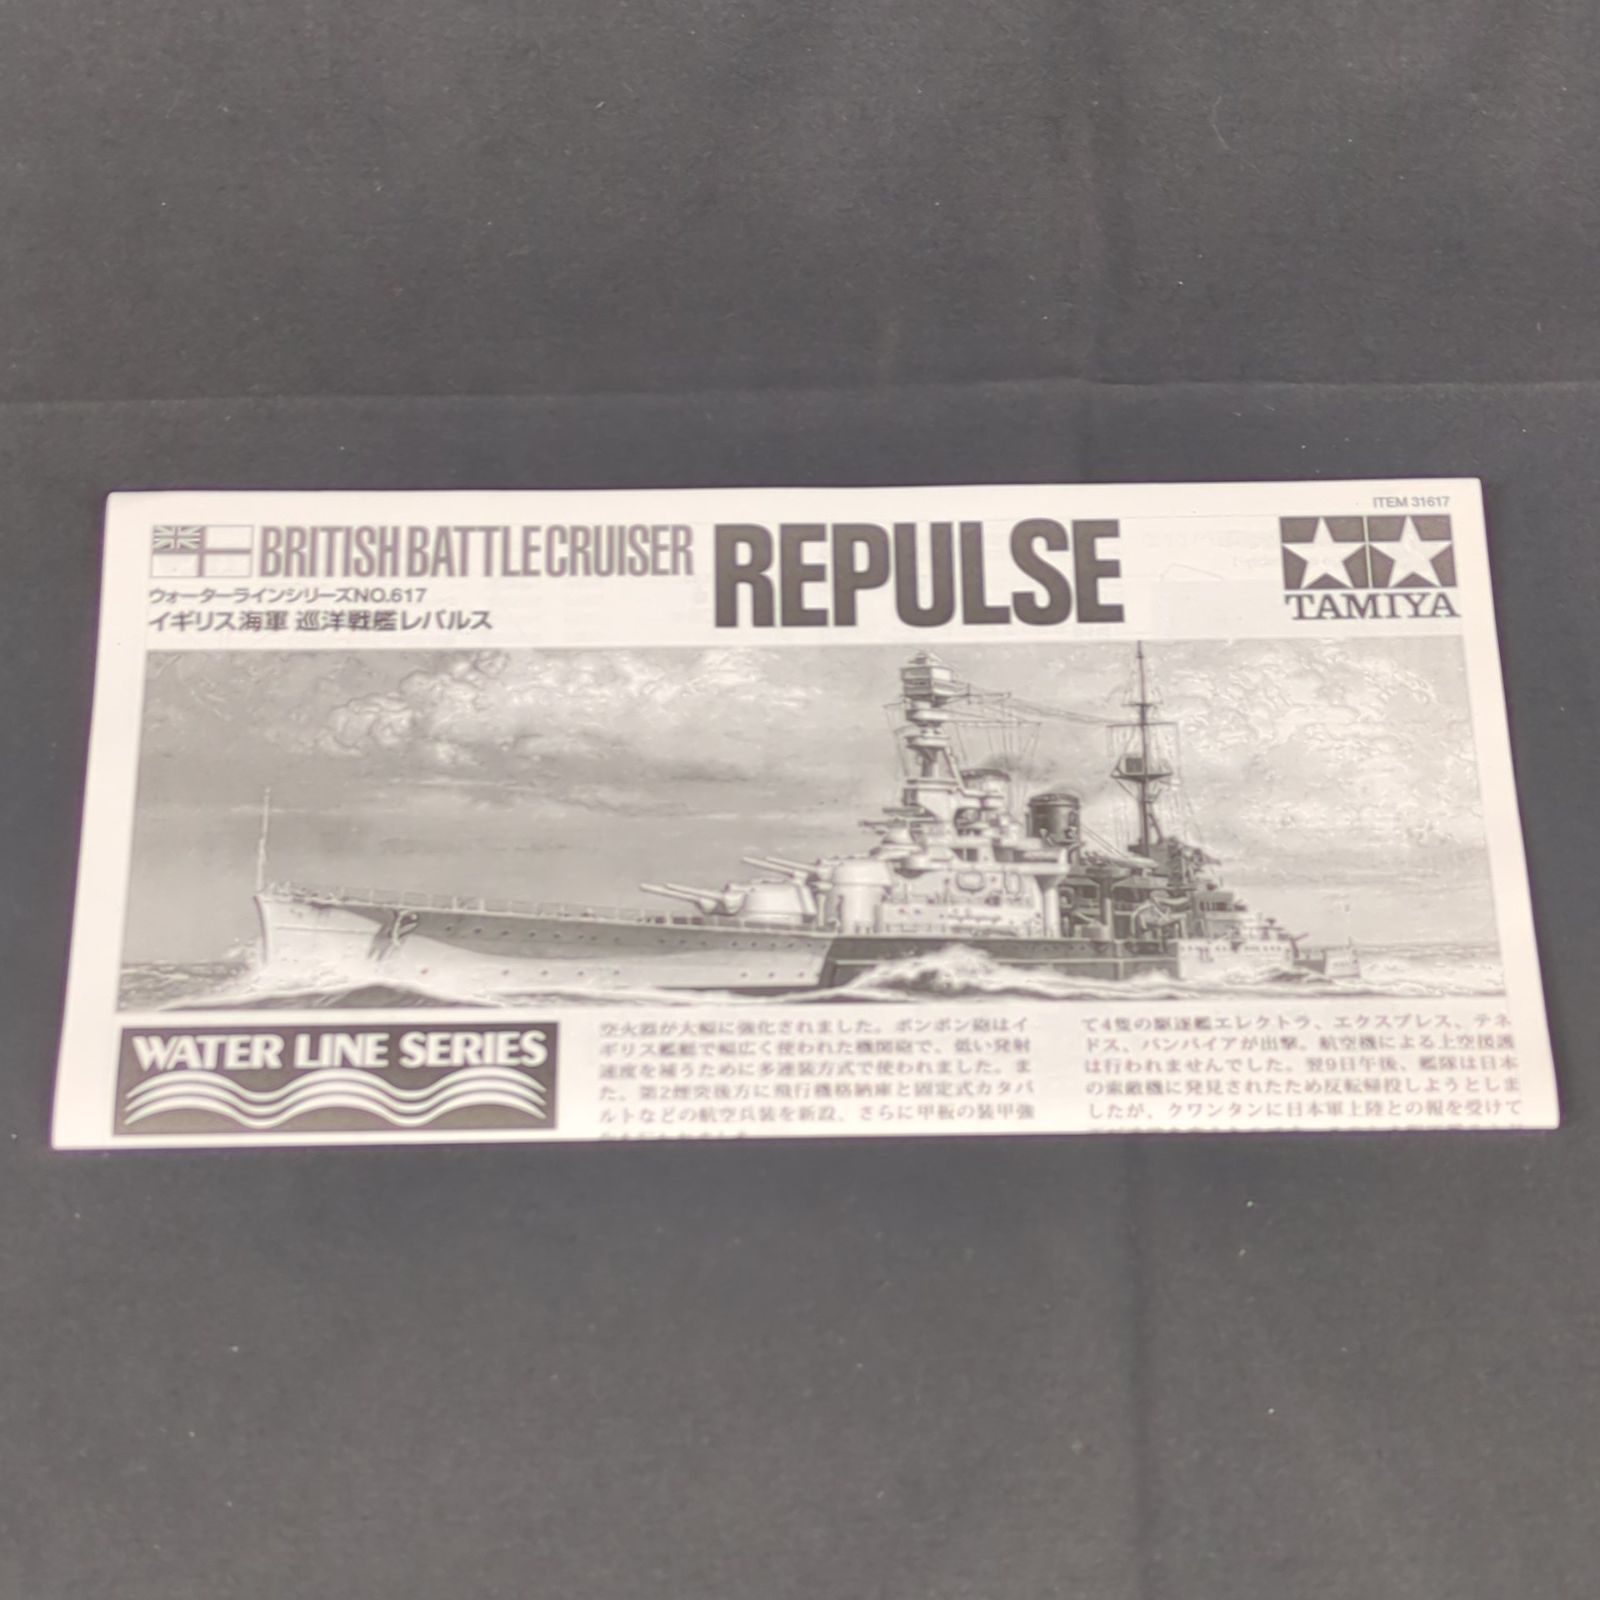 ITEM 31617
BRITISH BATTLECRUISER REPULSE
ウォーターラインシリーズNO.617
イギリス海軍 巡洋戦艦レパルス
TAMIYA
WATER LINE SERIES
空火器が大幅に強化されました。ポンポン砲はイ
ギリス艦艇で幅広く使われた機関砲で、低い発射
速度を補うために多連装方式で使われました。ま
た、第2煙突後方に飛行機格納庫と固定式カタパ
ルトなどの航空兵装を新設、さらに甲板の装甲強
て4隻の駆逐艦エレクトラ、エクスプレス、テネ
ドス、バンパイアが出撃。航空機による上空援護
は行われませんでした。翌9日午後、艦隊は日本
の索敵機に発見されたため反転帰投しようとしま
したが、クワンタンに日本軍上陸との報を受けて